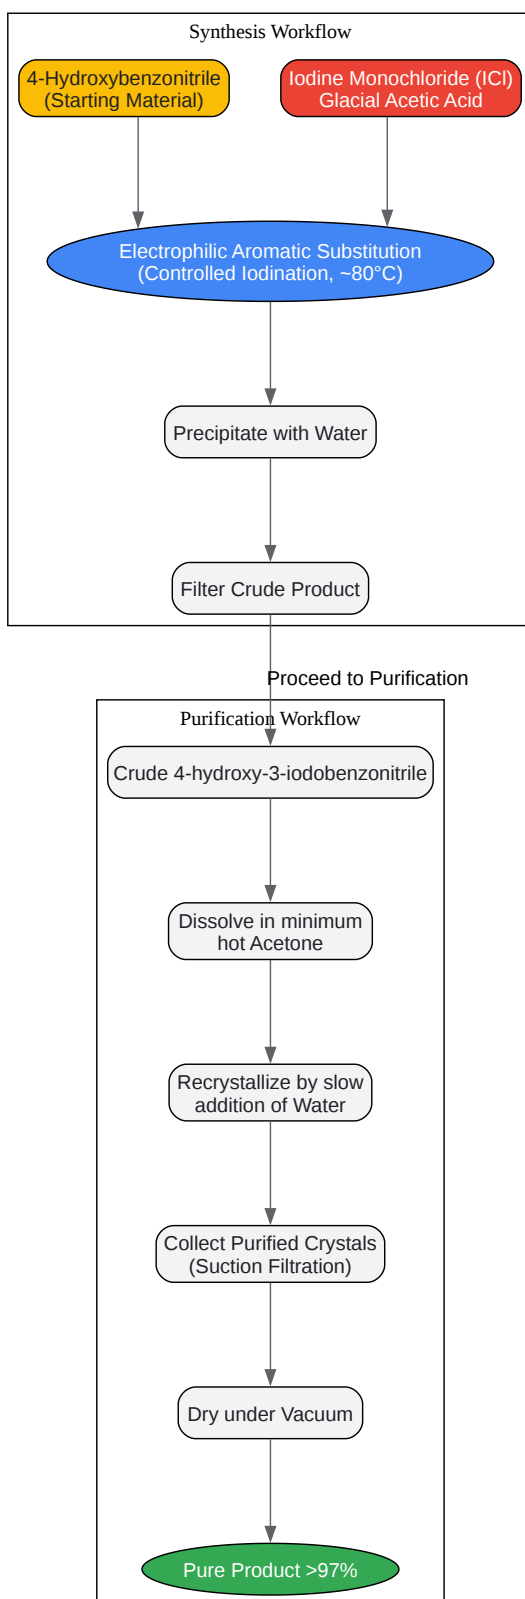 Synthesis Workflow
4-Hydroxybenzonitrile
(Starting Material)
Iodine Monochloride (ICl)
Glacial Acetic Acid
Electrophilic Aromatic Substitution
(Controlled Iodination, ~80°C)
Precipitate with Water
Filter Crude Product
Proceed to Purification
Purification Workflow
Crude 4-hydroxy-3-iodobenzonitrile
Dissolve in minimum
hot Acetone
Recrystallize by slow
addition of Water
Collect Purified Crystals
(Suction Filtration)
Dry under Vacuum
Pure Product >97%